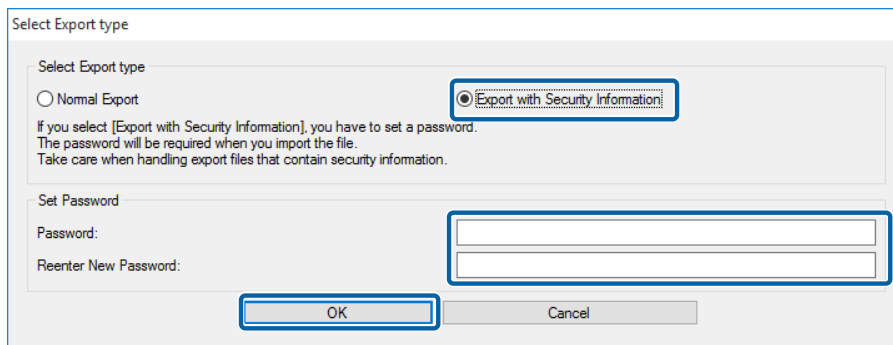 Select Export type
Select Export type
Normal Export
Export with Security Information
If you select [Export with Security Information], you have to set a password.
The password will be required when you import the file.
Take care when handling export files that contain security information.
Set Password
Password:
Reenter New Password:
OK
Cancel